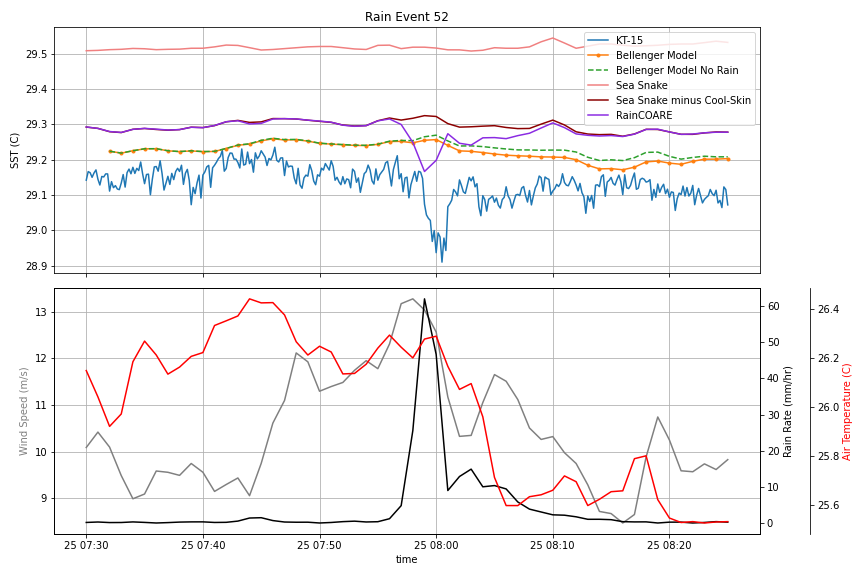 Rain Event 52
SST (C)
29.5
29.4
29.3
29.2
29.1
29.0
28.9
KT-15
Bellenger Model
Bellenger Model No Rain
Sea Snake
Sea Snake minus Cool-Skin
RainCOARE
Wind Speed (m/s)
13
12
11
10
9
60
50
40
30
20
10
0
Rain Rate (mm/hr)
26.4
26.2
26.0
25.8
25.6
Air Temperature (C)
25 07:30
25 07:40
25 07:50
25 08:00
25 08:10
25 08:20
time